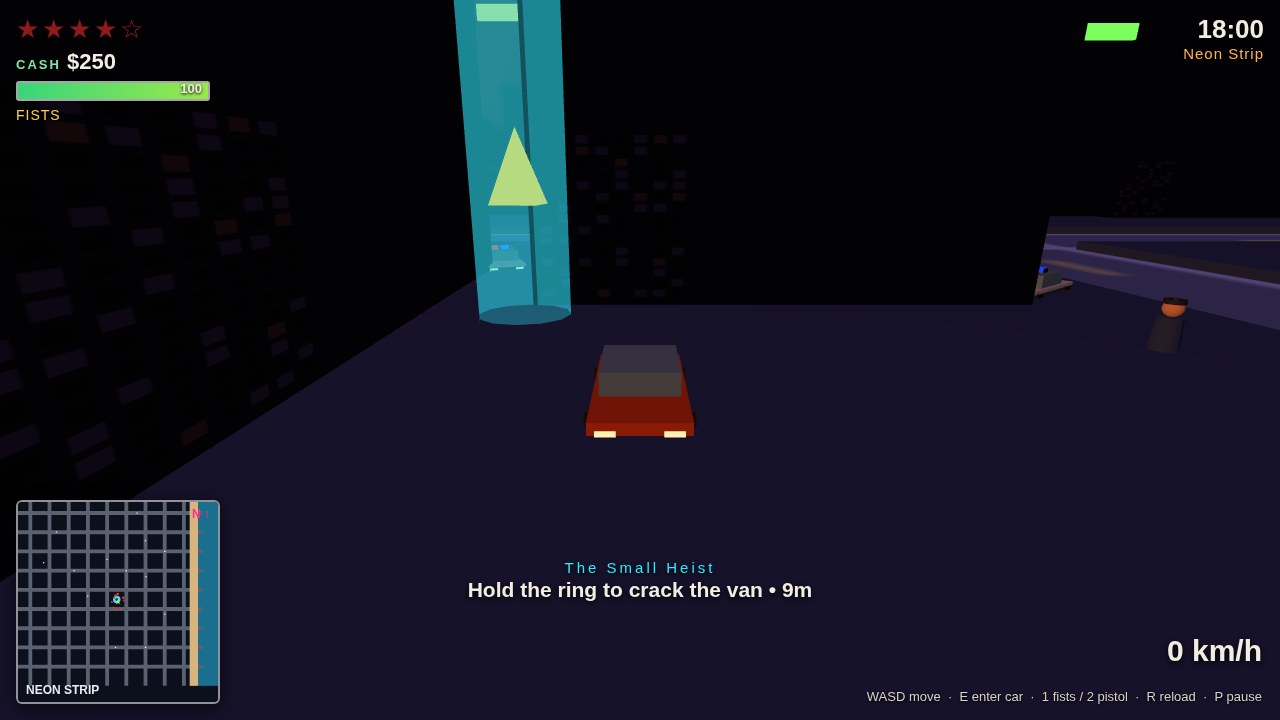 ★★★★☆
CASH $250
100
FISTS
18:00
Neon Strip
N
The Small Heist
Hold the ring to crack the van • 9m
NEON STRIP
0 km/h
WASD move · E enter car · 1 fists / 2 pistol · R reload · P pause